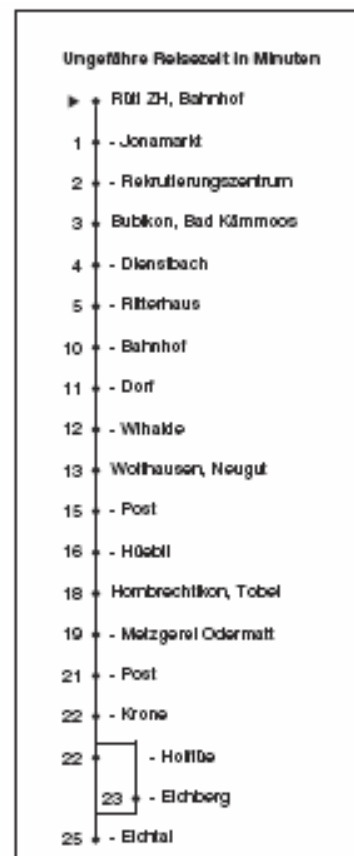 Ungefähre Reisezeit in Minuten
Rüti ZH, Bahnhof
1 - Jonamarkt
2 - Rekrutierungszentrum
3 Bubikon, Bad Kämmoos
4 - Dienstbach
5 - Ritterhaus
10 - Bahnhof
11 - Dorf
12 - Wihalde
13 Wolfhausen, Neugut
15 - Post
16 - Hüebli
18 Hombrechtikon, Tobel
19 - Metzgerei Odermatt
21 - Post
22 - Krone
22 - Holflüe
23 - Eichberg
25 - Eichtal